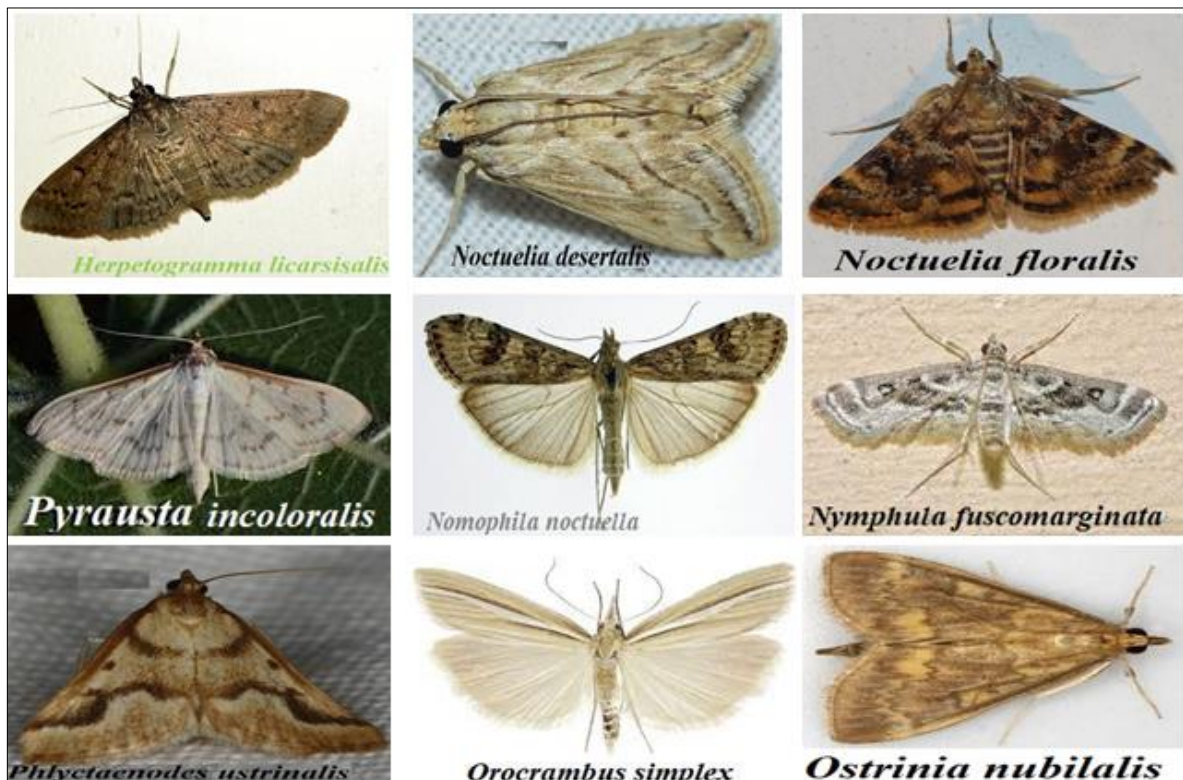 Herpetogramma licarsisalis
Noctuelia desertalis
Noctuelia floralis
Pyrausta incoloralis
Nomophila noctuella
Nymphula fuscomarginata
Phlyctaenodes ustrinalis
Orocrambus simplex
Ostrinia nubilalis